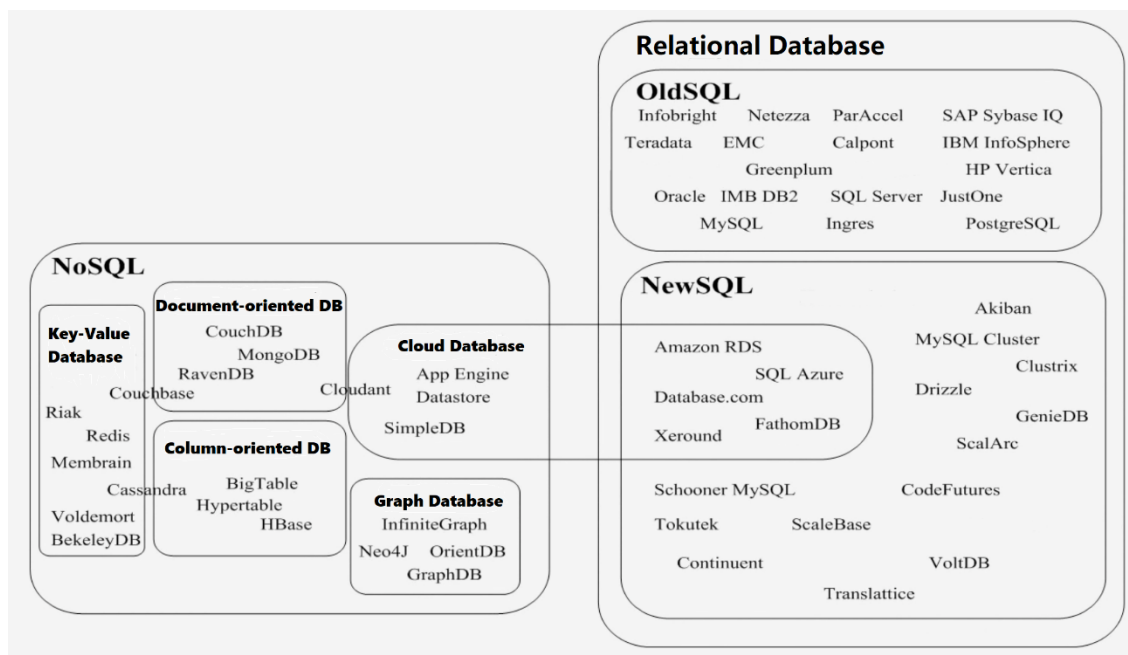 Relational Database
OldSQL
Infobright Netezza ParAccel SAP Sybase IQ
Teradata EMC Calpont IBM InfoSphere
Greenplum HP Vertica
Oracle IMB DB2 SQL Server JustOne
MySQL Ingres PostgreSQL
NoSQL
Key-Value
Database
Couchbase
Riak
Redis
Membrain
Cassandra
Voldemort
BekeleyDB
Document-oriented DB
CouchDB
MongoDB
RavenDB
Cloudant
Column-oriented DB
BigTable
Hypertable
HBase
Cloud Database
App Engine
Datastore
SimpleDB
Graph Database
InfiniteGraph
Neo4J OrientDB
GraphDB
NewSQL
Amazon RDS
SQL Azure
Database.com
FathomDB
Xeround
Akiban
MySQL Cluster
Clustrix
Drizzle
GenieDB
ScalArc
Schooner MySQL CodeFutures
Tokutek ScaleBase
Continuent VoltDB
Translattice